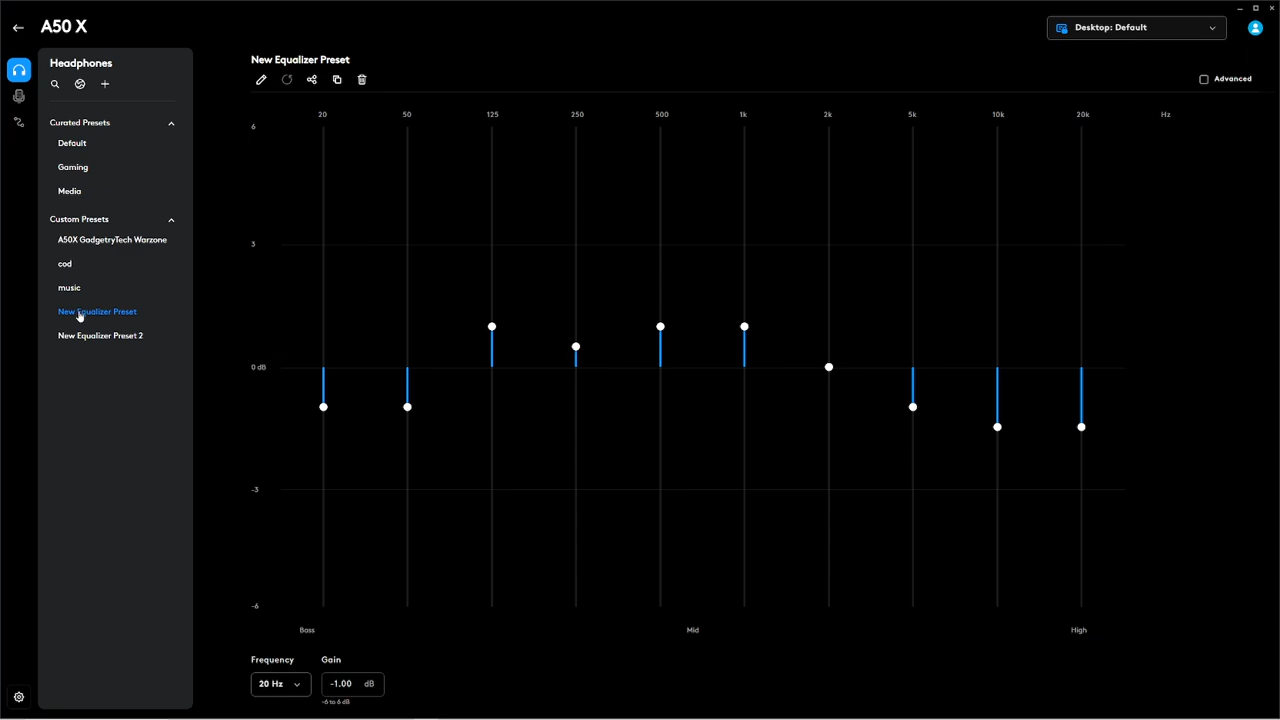 A50 X
Desktop: Default
Headphones
New Equalizer Preset
Advanced
Curated Presets
Default
Gaming
Media
Custom Presets
A50X GadgetryTech Warzone
cod
music
New Equalizer Preset
New Equalizer Preset 2
20 50 125 250 500 1k 2k 5k 10k 20k Hz
6
3
0 dB
-3
-6
Bass Mid High
Frequency Gain
20 Hz -1.00 dB
-6 to 6 dB